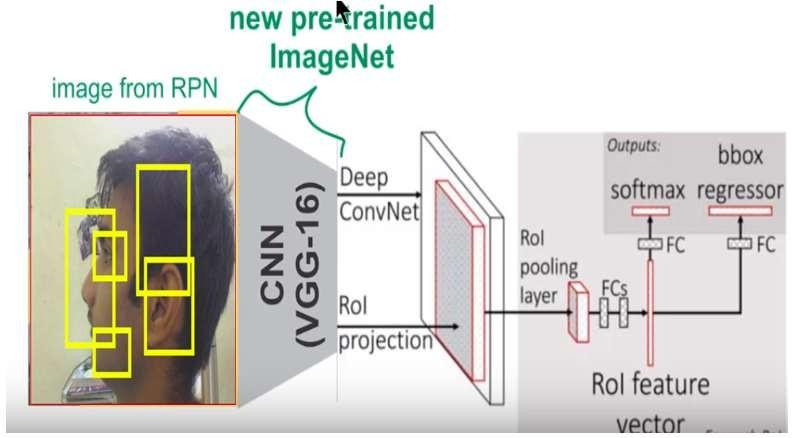 new pre-trained
ImageNet
image from RPN
CNN
(VGG-16)
Deep
ConvNet
RoI
projection
Outputs:
softmax
bbox
regressor
FC
FC
RoI
pooling
layer
FCs
RoI feature
vector